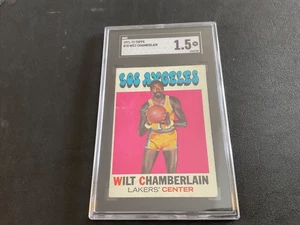 1971-72 TOPPS
#70 WILT CHAMBERLAIN
1.5
LOS ANGELES
WILT CHAMBERLAIN
LAKERS' CENTER